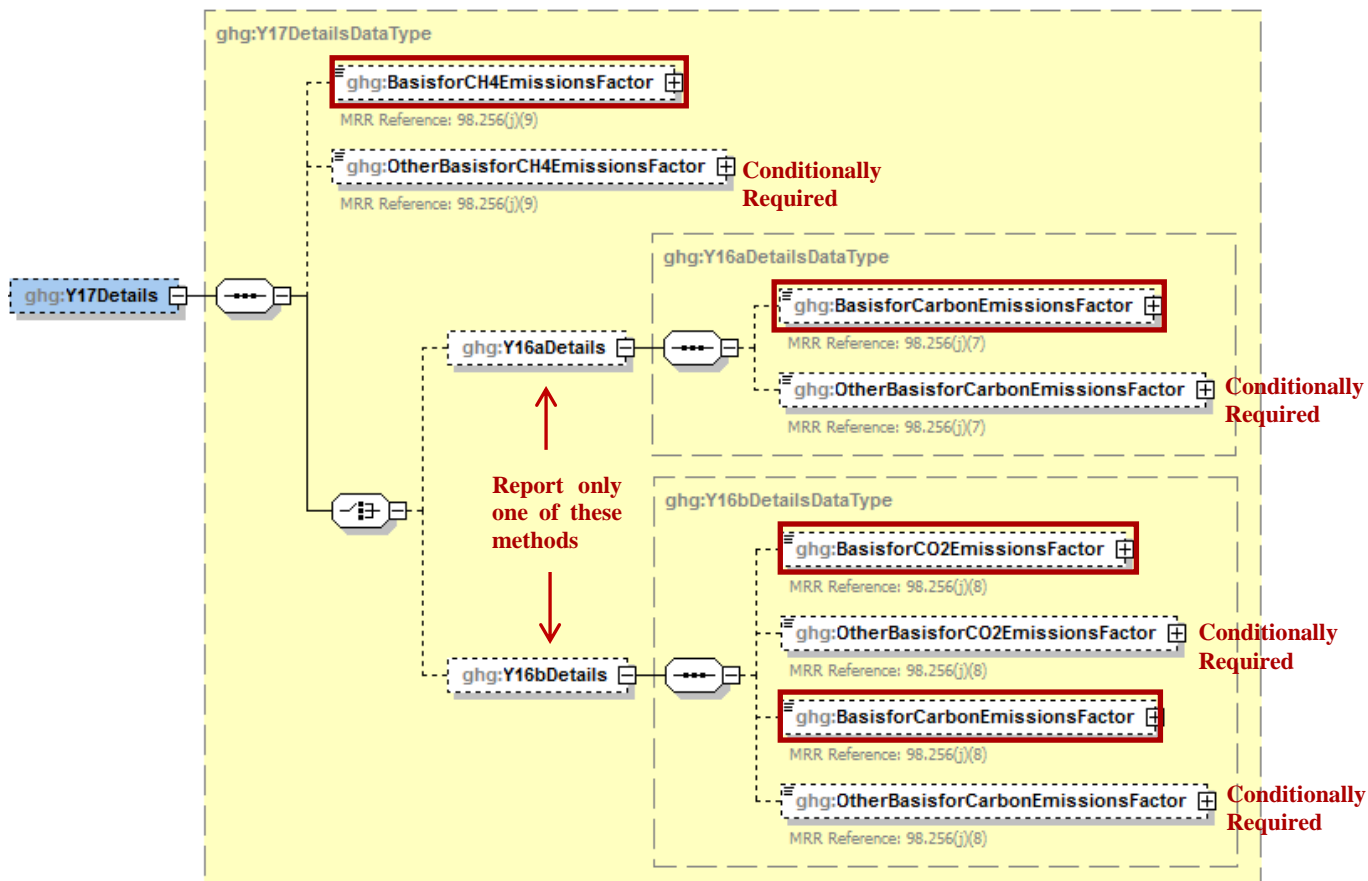 ghg:Y17DetailsDataType
ghg:BasisforCH4EmissionsFactor
MRR Reference: 98.256(j)(9)
ghg:OtherBasisforCH4EmissionsFactor
Conditionally
Required
MRR Reference: 98.256(j)(9)
ghg:Y17Details
ghg:Y16aDetailsDataType
ghg:Y16aDetails
ghg:BasisforCarbonEmissionsFactor
MRR Reference: 98.256(j)(7)
ghg:OtherBasisforCarbonEmissionsFactor
Conditionally
Required
MRR Reference: 98.256(j)(7)
Report only
one of these
methods
ghg:Y16bDetailsDataType
ghg:Y16bDetails
ghg:BasisforCO2EmissionsFactor
MRR Reference: 98.256(j)(8)
ghg:OtherBasisforCO2EmissionsFactor
Conditionally
Required
MRR Reference: 98.256(j)(8)
ghg:BasisforCarbonEmissionsFactor
MRR Reference: 98.256(j)(8)
ghg:OtherBasisforCarbonEmissionsFactor
Conditionally
Required
MRR Reference: 98.256(j)(8)